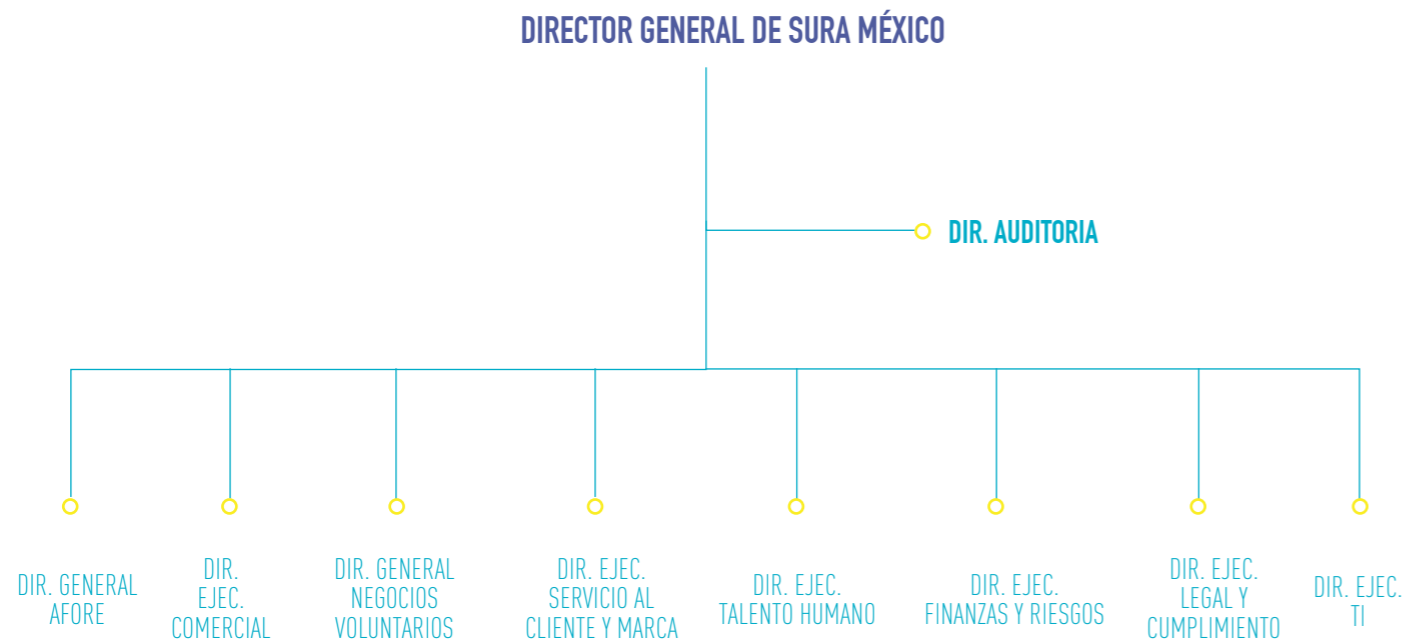 DIRECTOR GENERAL DE SURA MÉXICO
DIR. AUDITORIA
DIR. GENERAL
AFORE
DIR.
EJEC.
COMERCIAL
DIR. GENERAL
NEGOCIOS
VOLUNTARIOS
DIR. EJEC.
SERVICIO AL
CLIENTE Y MARCA
DIR. EJEC.
TALENTO HUMANO
DIR. EJEC.
FINANZAS Y RIESGOS
DIR. EJEC.
LEGAL Y
CUMPLIMIENTO
DIR. EJEC.
TI